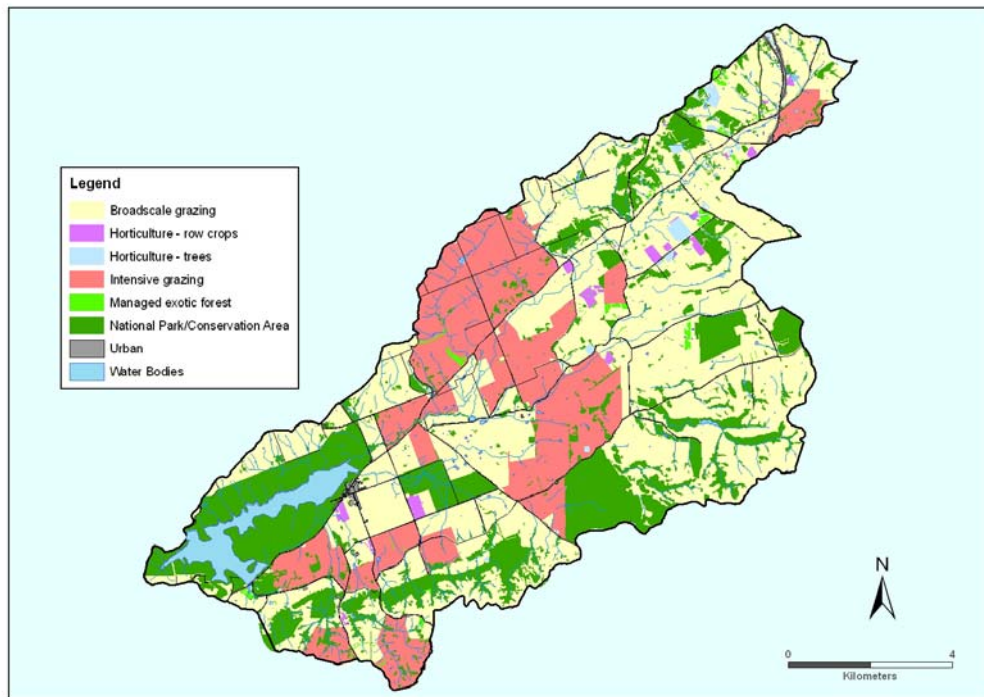 Legend
Broadscale grazing
Horticulture - row crops
Horticulture - trees
Intensive grazing
Managed exotic forest
National Park/Conservation Area
Urban
Water Bodies
N
0 4
Kilometers